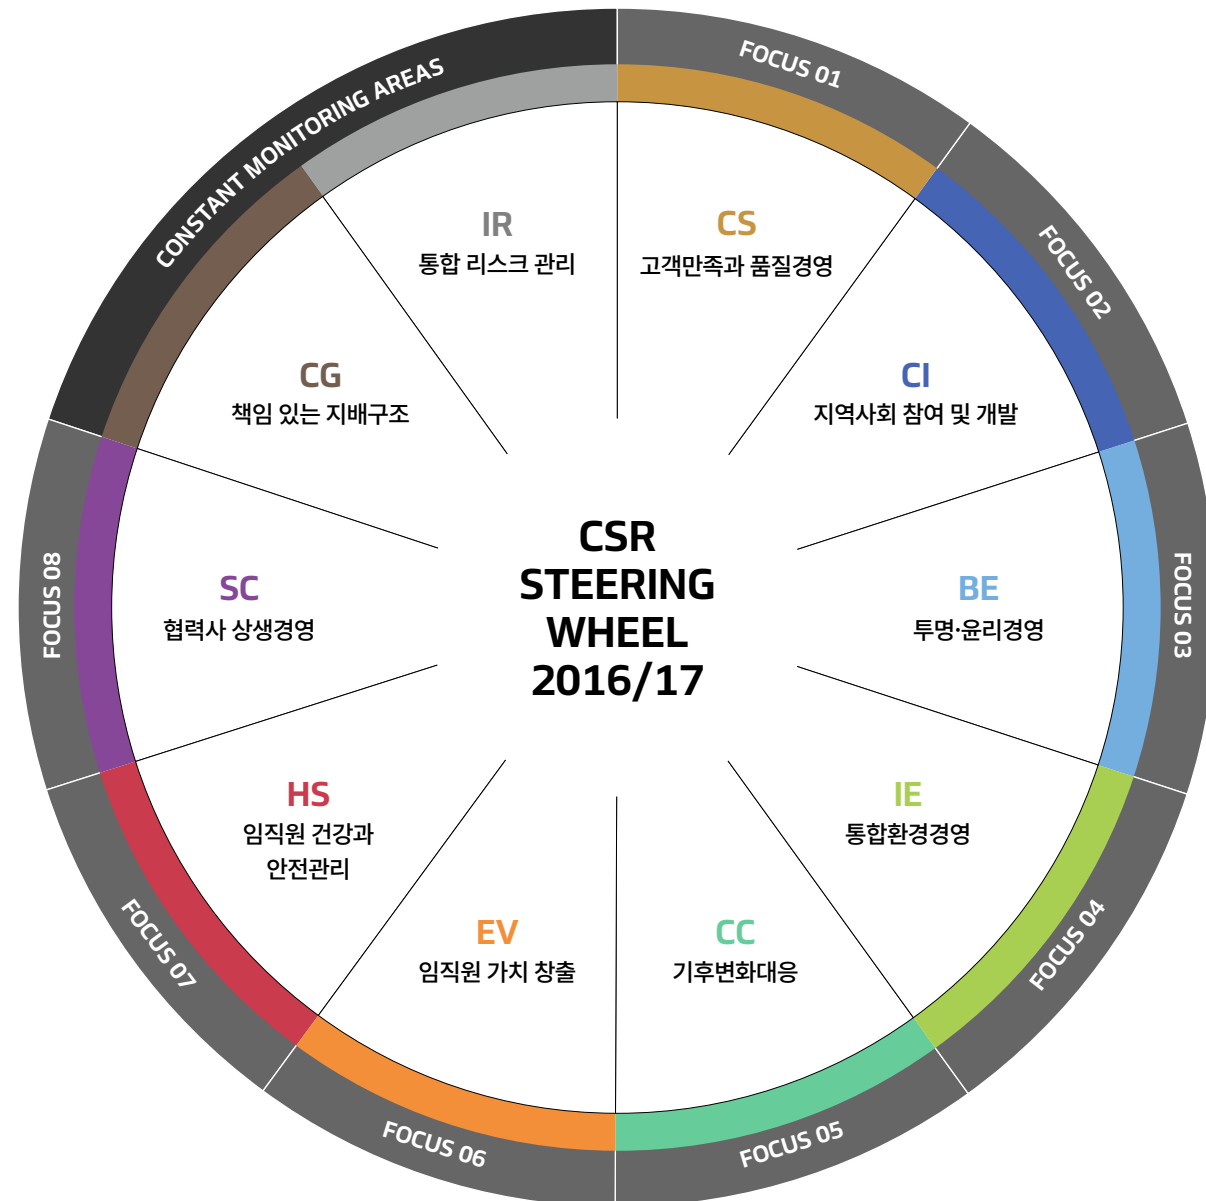 CONSTANT MONITORING AREAS
FOCUS 01
FOCUS 02
FOCUS 03
FOCUS 04
FOCUS 05
FOCUS 06
FOCUS 07
FOCUS 08
CSR
STEERING
WHEEL
2016/17
CS
고객만족과 품질경영
CI
지역사회 참여 및 개발
BE
투명·윤리경영
IE
통합환경경영
CC
기후변화대응
EV
임직원 가치 창출
HS
임직원 건강과
안전관리
SC
협력사 상생경영
CG
책임 있는 지배구조
IR
통합 리스크 관리